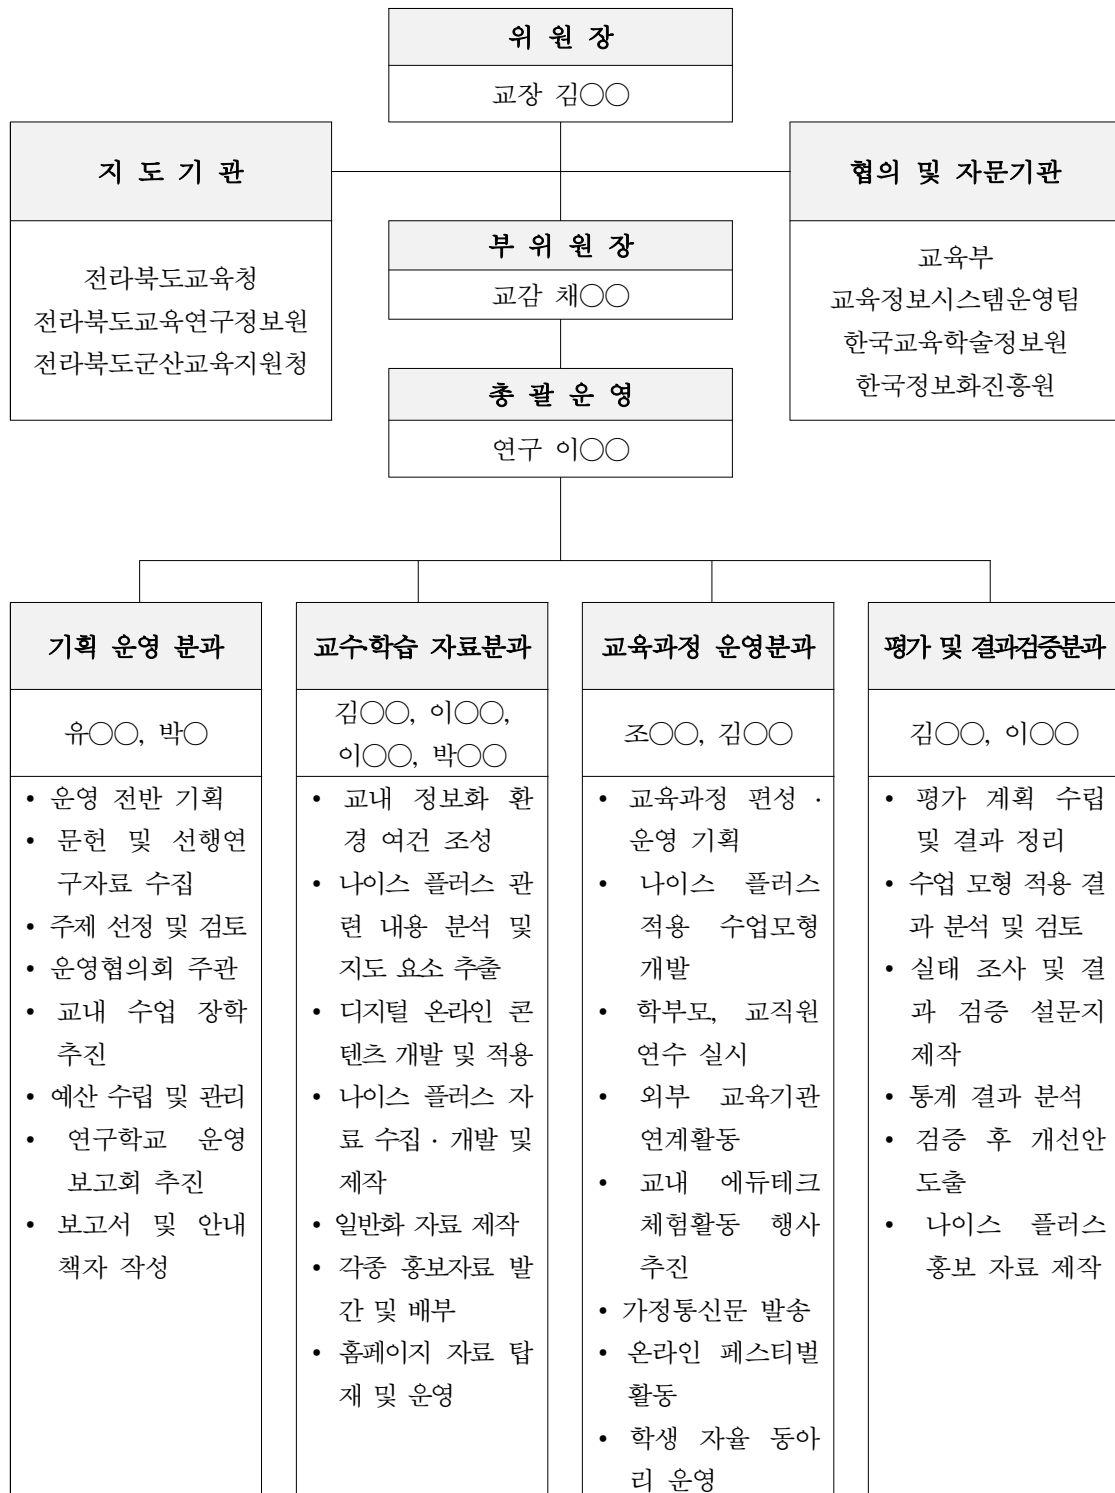 위 원 장
교장 김○○
지 도 기 관
전라북도교육청
전라북도교육연구정보원
전라북도군산교육지원청
협의 및 자문기관
교육부
교육정보시스템운영팀
한국교육학술정보원
한국정보화진흥원
부 위 원 장
교감 채○○
총 괄 운 영
연구 이○○
기획 운영 분과
유○○, 박○
• 운영 전반 기획
• 문헌 및 선행연
구자료 수집
• 주제 선정 및 검토
• 운영협의회 주관
• 교내 수업 장학
추진
• 예산 수립 및 관리
• 연구학교 운영
보고회 추진
• 보고서 및 안내
책자 작성
교수학습 자료분과
김○○, 이○○,
이○○, 박○○
• 교내 정보화 환
경 여건 조성
• 나이스 플러스 관
련 내용 분석 및
지도 요소 추출
• 디지털 온라인 콘
텐츠 개발 및 적용
• 나이스 플러스 자
료 수집 · 개발 및
제작
• 일반화 자료 제작
• 각종 홍보자료 발
간 및 배부
• 홈페이지 자료 탑
재 및 운영
교육과정 운영분과
조○○, 김○○
• 교육과정 편성 ·
운영 기획
• 나이스 플러스
적용 수업모형
개발
• 학부모, 교직원
연수 실시
• 외부 교육기관
연계활동
• 교내 에듀테크
체험활동 행사
추진
• 가정통신문 발송
• 온라인 페스티벌
활동
• 학생 자율 동아
리 운영
평가 및 결과검증분과
김○○, 이○○
• 평가 계획 수립
및 결과 정리
• 수업 모형 적용 결
과 분석 및 검토
• 실태 조사 및 결
과 검증 설문지
제작
• 통계 결과 분석
• 검증 후 개선안
도출
• 나이스 플러스
홍보 자료 제작